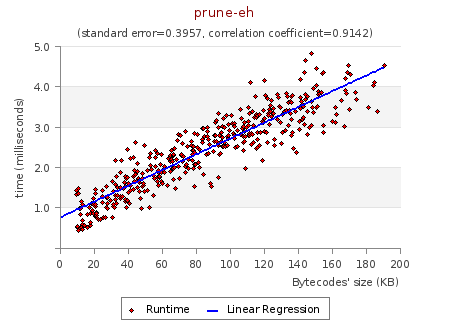 prune-eh
(standard error=0.3957, correlation coefficient=0.9142)
5.0
4.0
3.0
2.0
1.0
time (milliseconds)
0 20 40 60 80 100 120 140 160 180 200
Bytecodes' size (KB)
Runtime Linear Regression